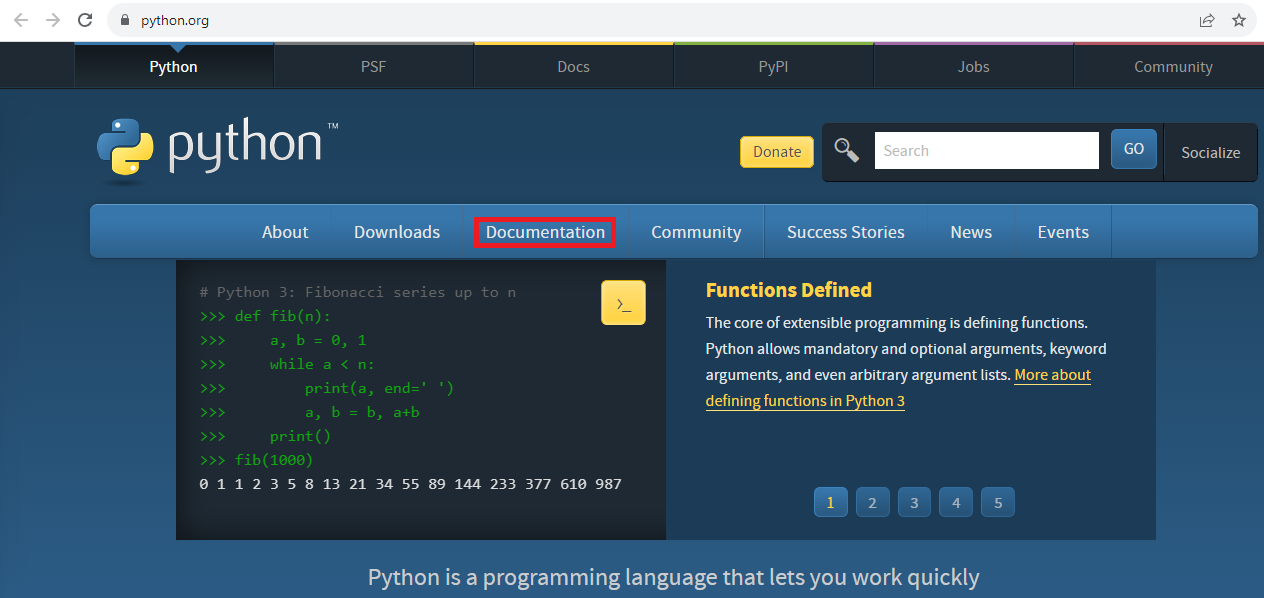 python.org
Python
PSF
Docs
PyPI
Jobs
Community
python™
Donate
Search
GO
Socialize
About
Downloads
Documentation
Community
Success Stories
News
Events
# Python 3: Fibonacci series up to n
>>> def fib(n):
>>>     a, b = 0, 1
>>>     while a < n:
>>>         print(a, end=' ')
>>>         a, b = b, a+b
>>>     print()
>>> fib(1000)
0 1 1 2 3 5 8 13 21 34 55 89 144 233 377 610 987
>_
Functions Defined
The core of extensible programming is defining functions.
Python allows mandatory and optional arguments, keyword
arguments, and even arbitrary argument lists. More about
defining functions in Python 3
1
2
3
4
5
Python is a programming language that lets you work quickly